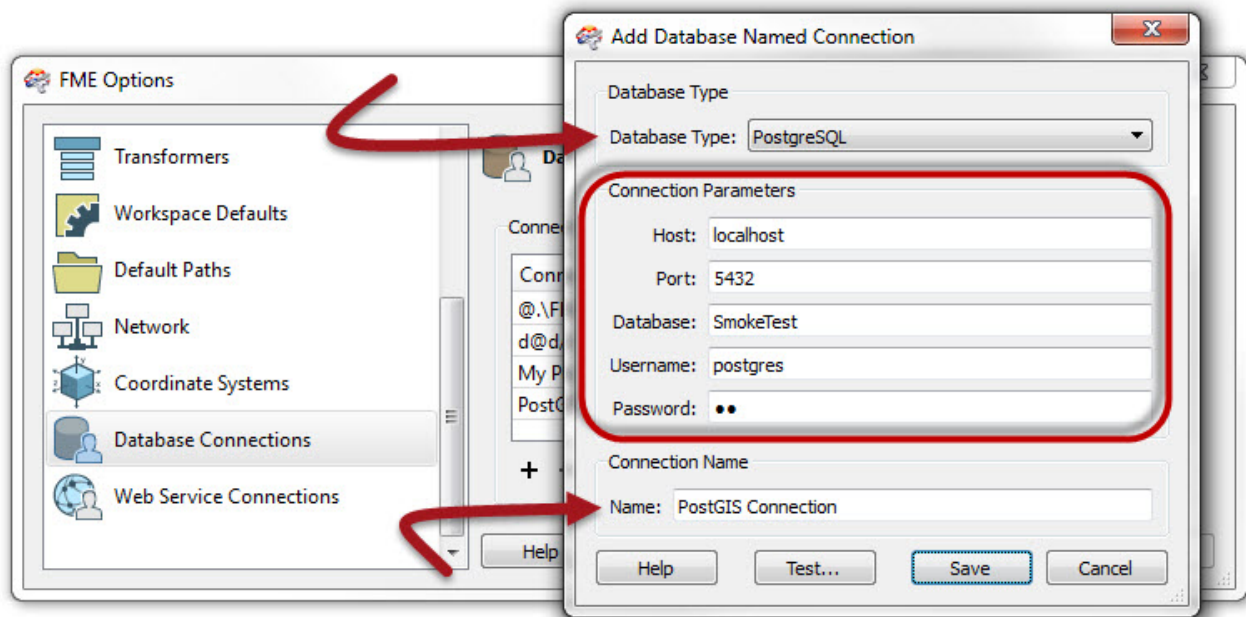 FME Options
Transformers
Workspace Defaults
Default Paths
Network
Coordinate Systems
Database Connections
Web Service Connections
Help
Add Database Named Connection
Database Type
Database Type: PostgreSQL
Connection Parameters
Host: localhost
Port: 5432
Database: SmokeTest
Username: postgres
Password: ●●
Connection Name
Name: PostGIS Connection
Help Test... Save Cancel